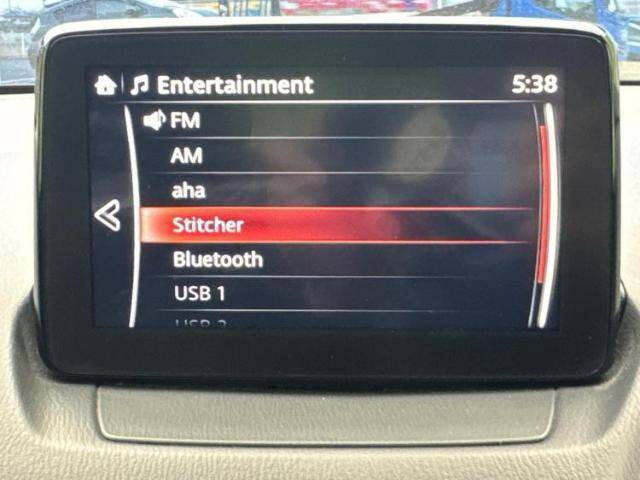 Entertainment 5:38
FM
AM
aha
Stitcher
Bluetooth
USB 1